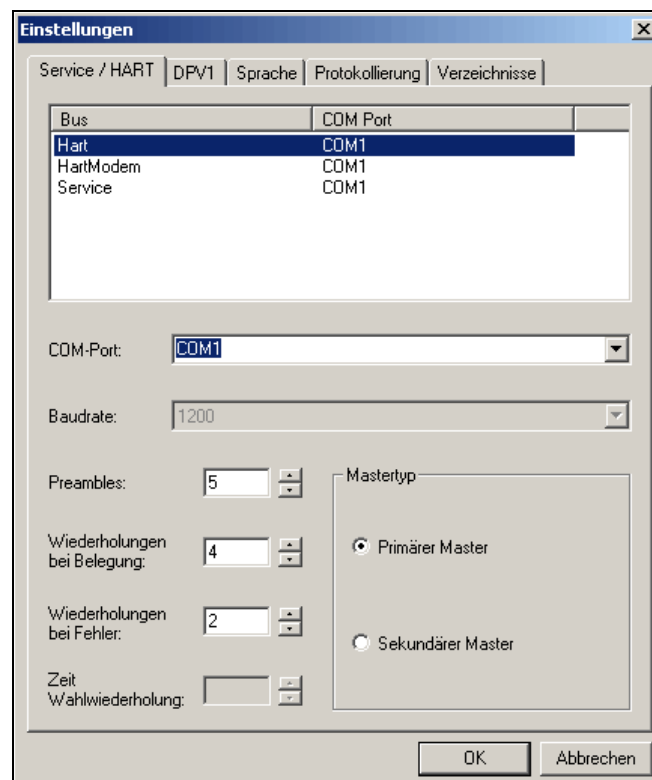 Einstellungen
Service / HART DPV1 Sprache Protokollierung Verzeichnisse
Bus COM Port
Hart COM1
HartModem COM1
Service COM1
COM-Port: COM1
Baudrate: 1200
Preambles: 5
Mastertyp
Wiederholungen
bei Belegung: 4
Primärer Master
Wiederholungen
bei Fehler: 2
Sekundärer Master
Zeit
Wahlwiederholung:
OK Abbrechen